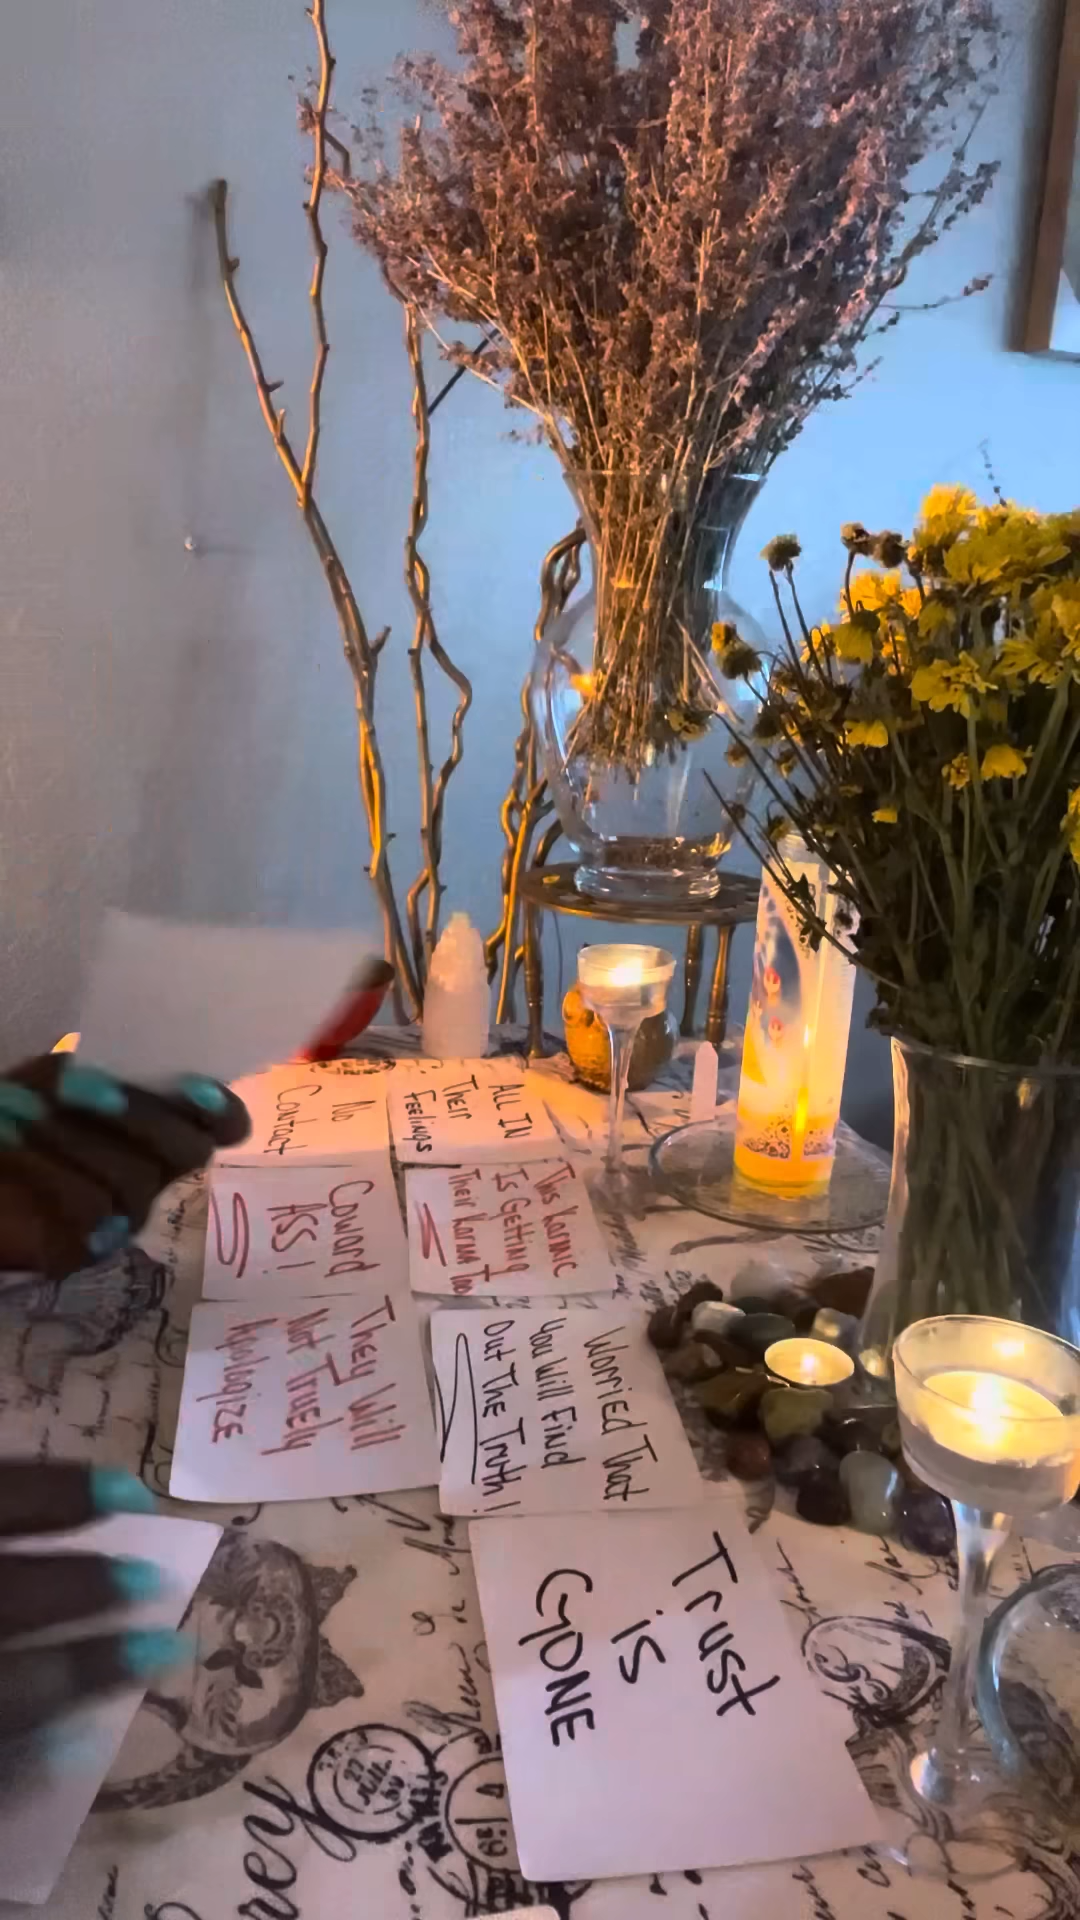 No
Contact
ALL IN
Their
Feelings
Coward
ASS!
This Karmic
Is Getting
Their Karma Too
They Will
Not Truely
Apologize
Worried That
You Will Find
Out The Truth!
Trust
is
GONE